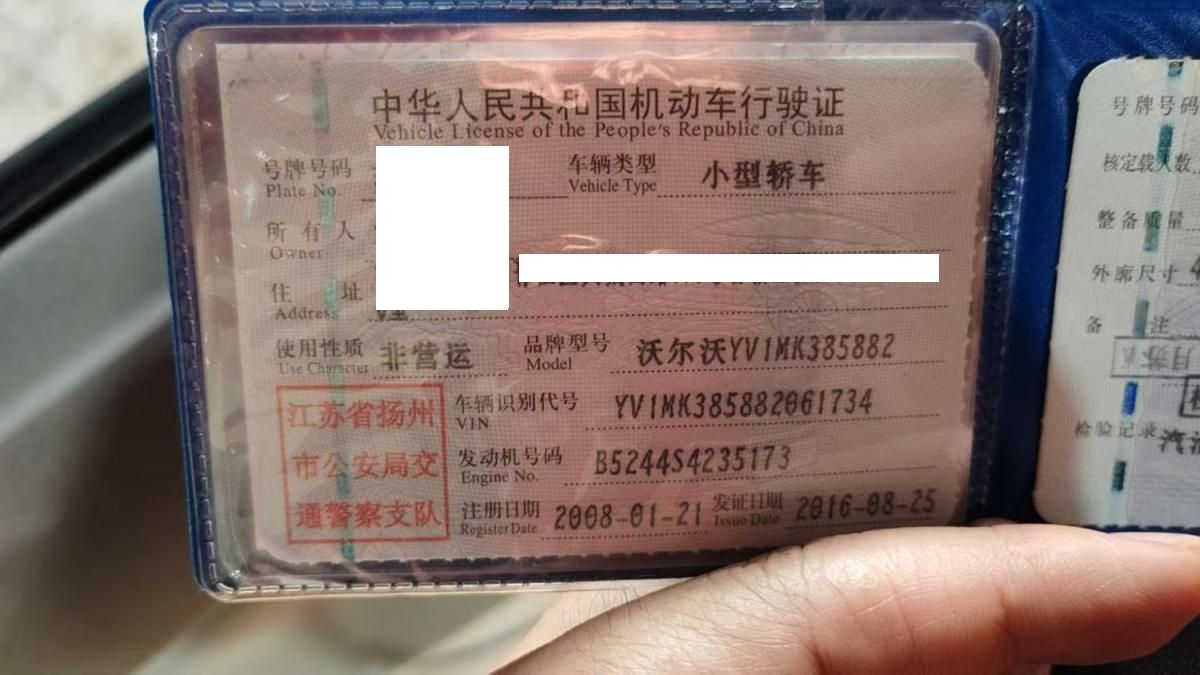 中华人民共和国机动车行驶证
Vehicle License of the People's Republic of China
号牌号码 车辆类型 小型轿车
Plate No. Vehicle Type
所有人
Owner
住址
Address
使用性质 非营运 品牌型号 沃尔沃YV1MK385882
Use Character Model
江苏省扬州
市公安局交
通警察支队
车辆识别代号 YV1MK385882061734
VIN
发动机号码 B5244S4235173
Engine No.
注册日期 2008-01-21 发证日期 2016-08-25
Register Date Issue Date
号牌号码
核定载人数
整备质量
外廓尺寸
备注
检验记录